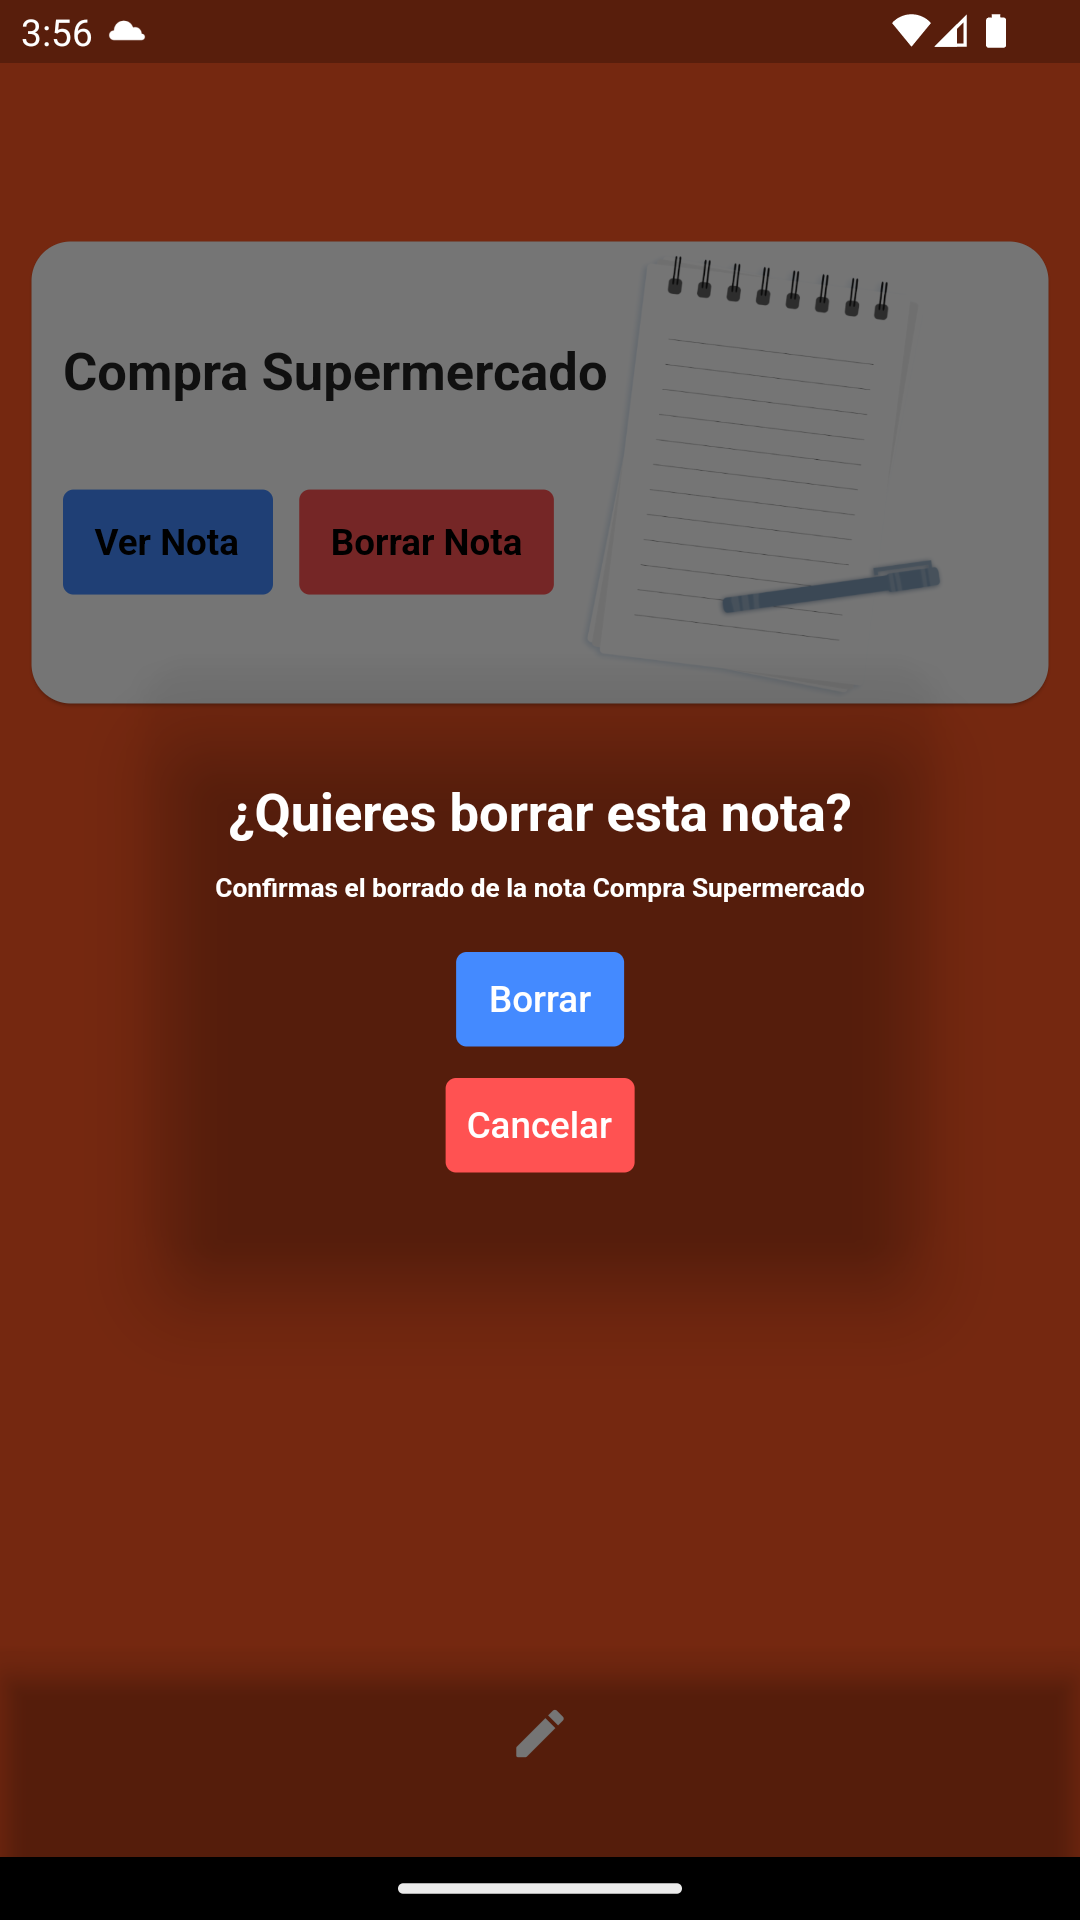 3:56
Compra Supermercado
Ver Nota Borrar Nota
¿Quieres borrar esta nota?
Confirmas el borrado de la nota Compra Supermercado
Borrar
Cancelar